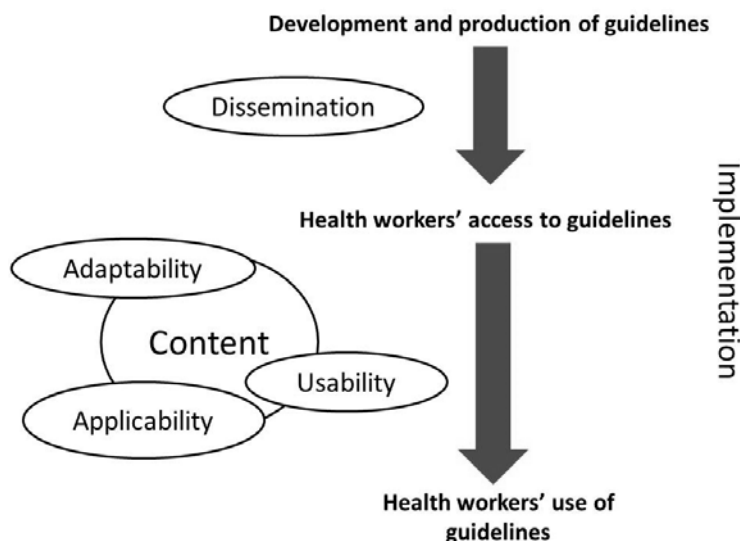 Development and production of guidelines
Dissemination
Health workers’ access to guidelines
Adaptability
Content
Usability
Applicability
Health workers’ use of
guidelines
Implementation